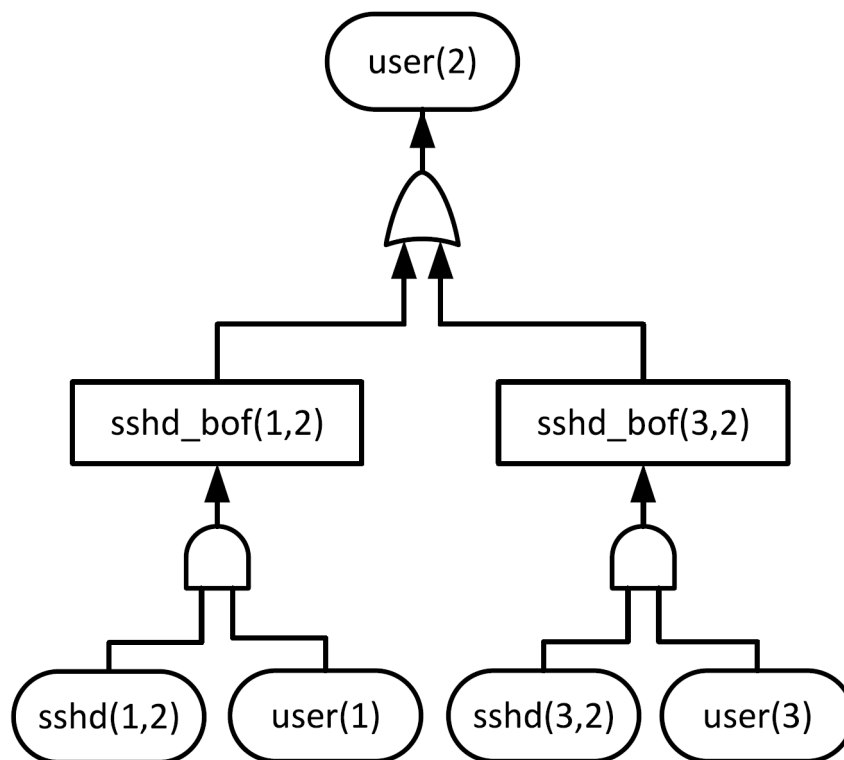 user(2)
sshd_bof(1,2)
sshd_bof(3,2)
sshd(1,2)
user(1)
sshd(3,2)
user(3)